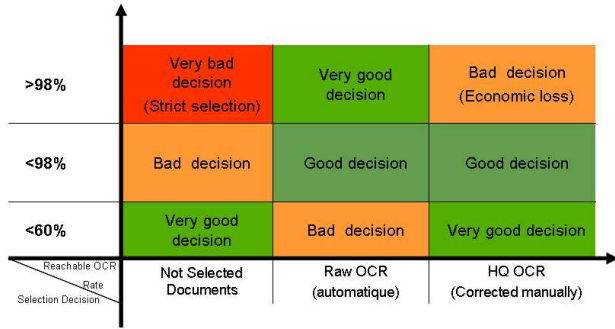 >98%
Very bad
decision
(Strict selection)
Very good
decision
Bad decision
(Economic loss)
<98%
Bad decision
Good decision
Good decision
<60%
Very good
decision
Bad decision
Very good decision
Reachable OCR
Rate
Selection Decision
Not Selected
Documents
Raw OCR
(automatique)
HQ OCR
(Corrected manually)